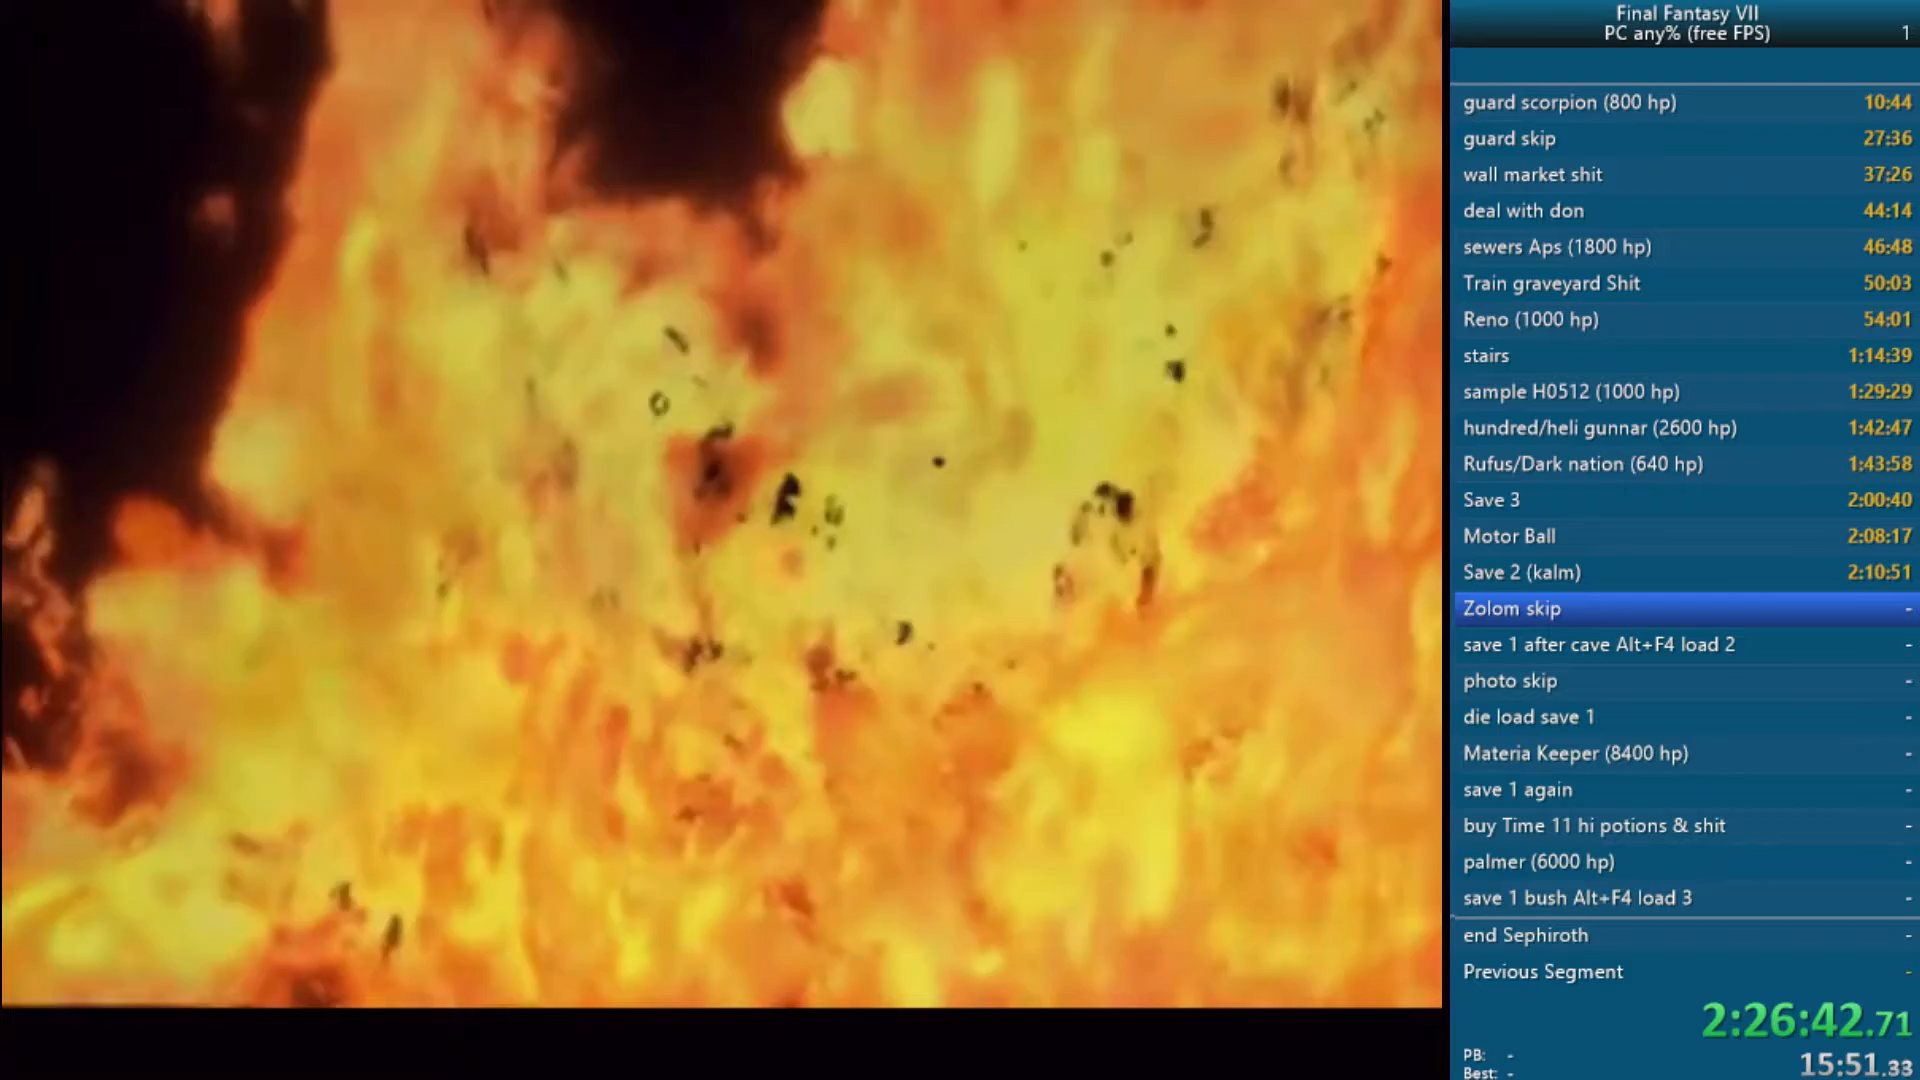 Final Fantasy VII
PC any% (free FPS) 1
guard scorpion (800 hp) 10:44
guard skip 27:36
wall market shit 37:26
deal with don 44:14
sewers Aps (1800 hp) 46:48
Train graveyard Shit 50:03
Reno (1000 hp) 54:01
stairs 1:14:39
sample H0512 (1000 hp) 1:29:29
hundred/heli gunnar (2600 hp) 1:42:47
Rufus/Dark nation (640 hp) 1:43:58
Save 3 2:00:40
Motor Ball 2:08:17
Save 2 (kalm) 2:10:51
Zolom skip -
save 1 after cave Alt+F4 load 2 -
photo skip -
die load save 1 -
Materia Keeper (8400 hp) -
save 1 again -
buy Time 11 hi potions & shit -
palmer (6000 hp) -
save 1 bush Alt+F4 load 3 -
end Sephiroth -
Previous Segment -
2:26:42.71
PB: -
Best: - 15:51.33